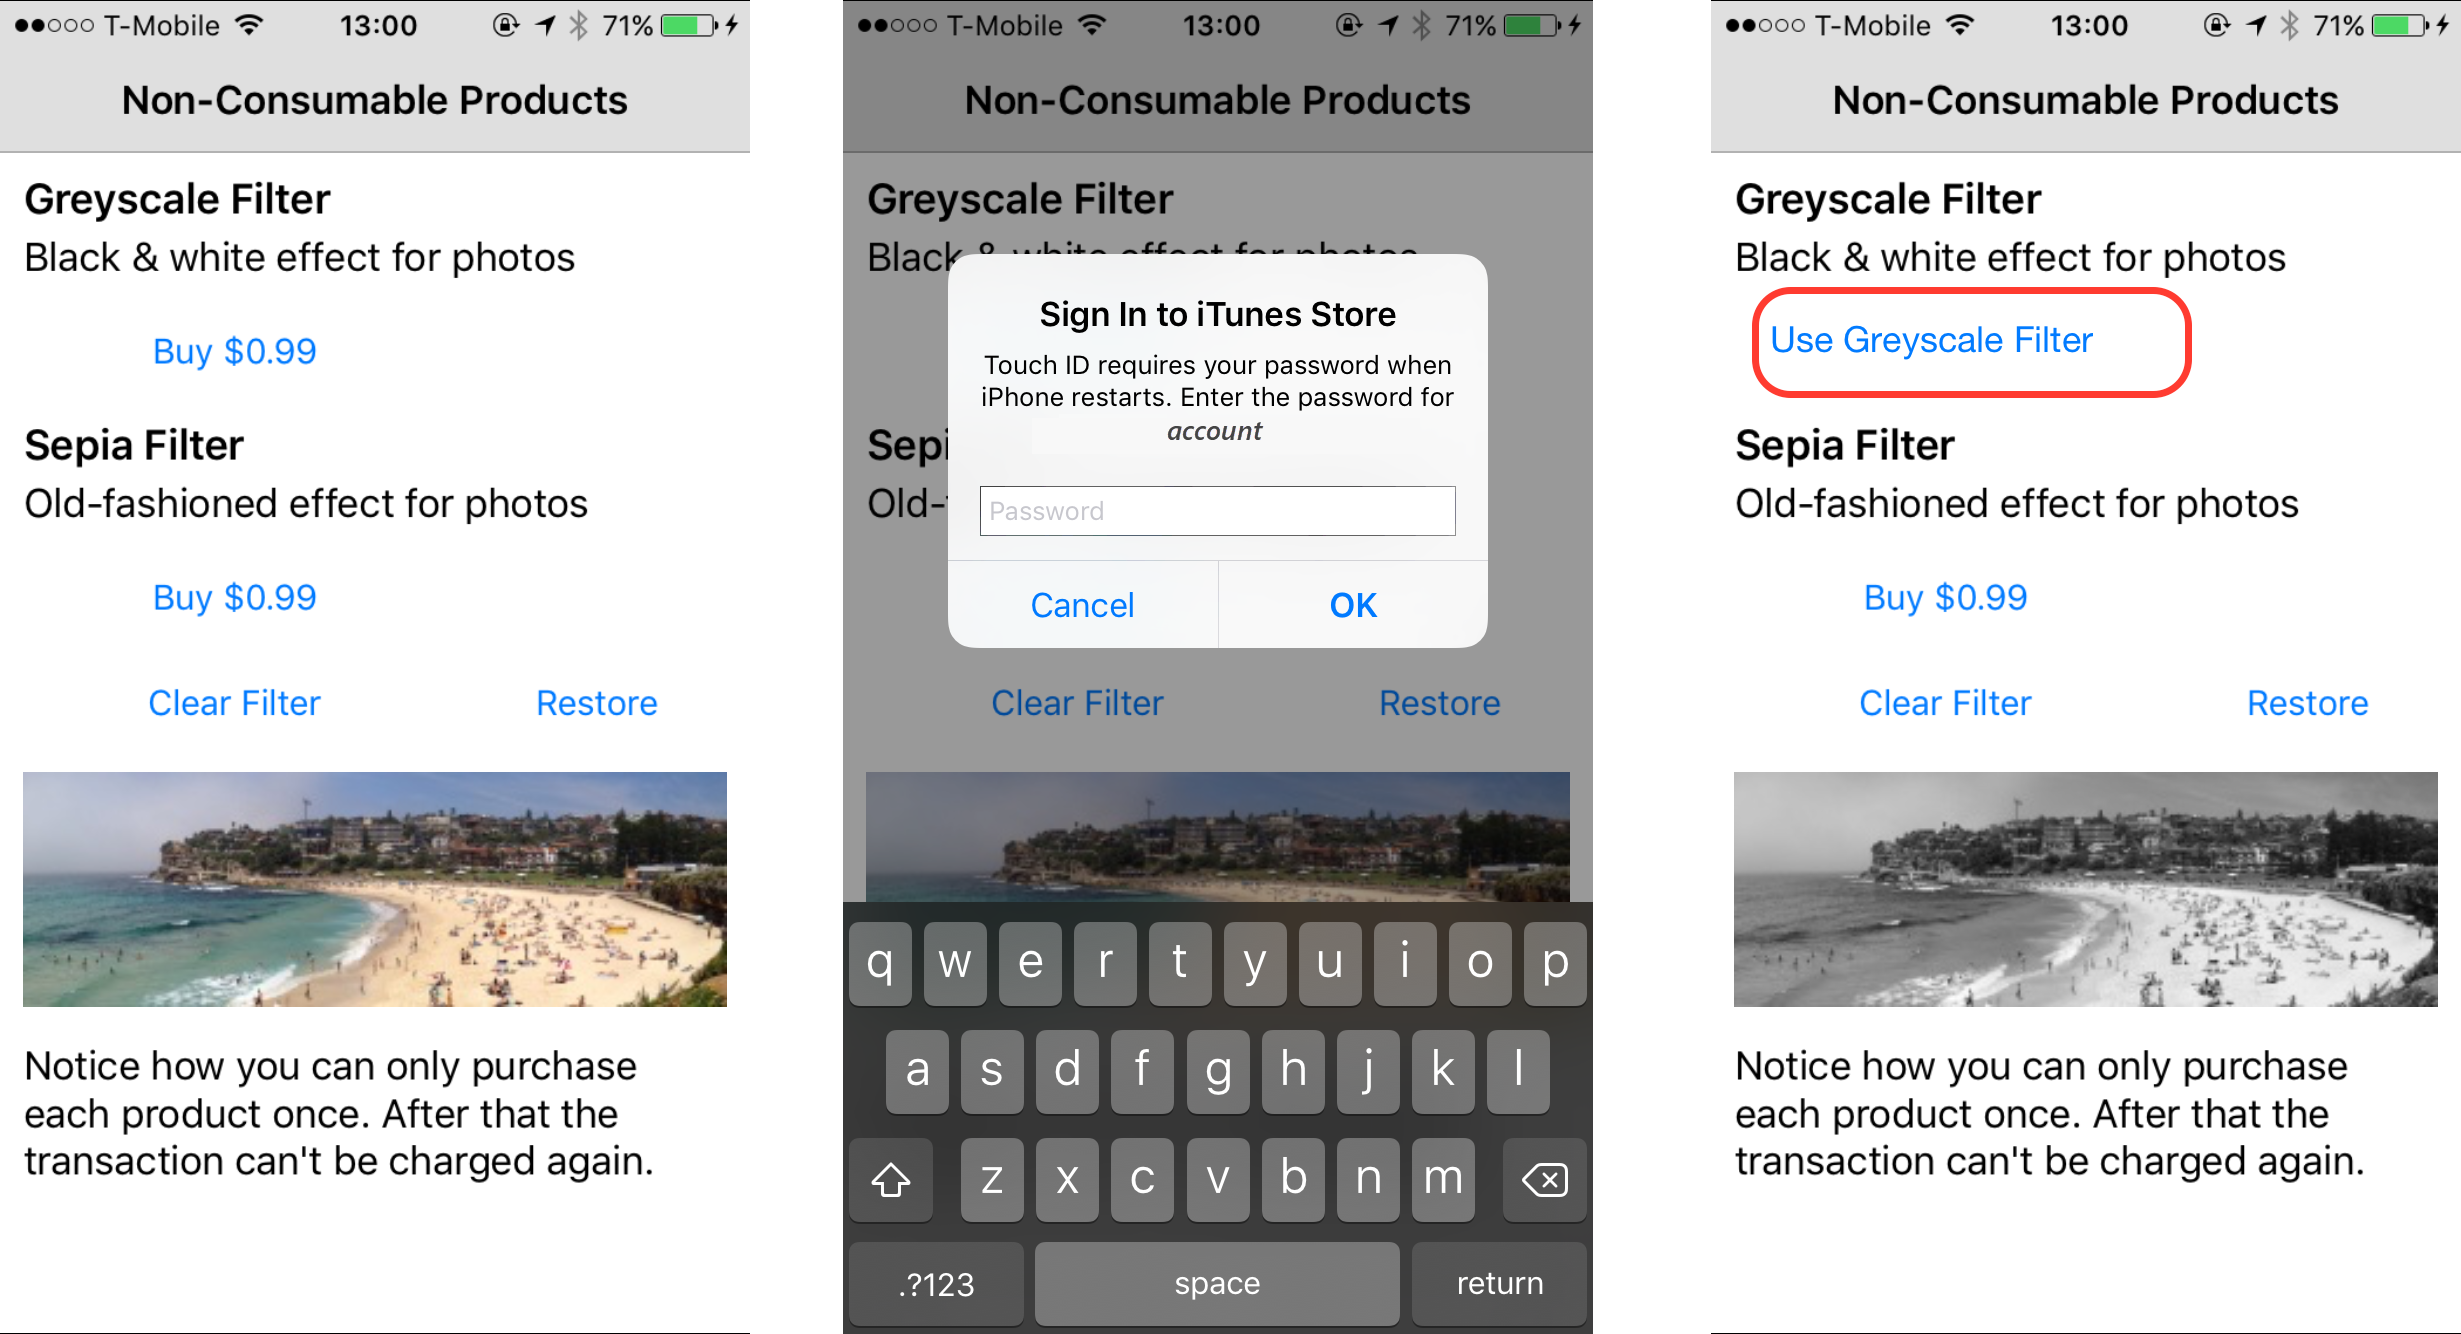 T-Mobile 13:00 71%
Non-Consumable Products
Greyscale Filter
Black & white effect for photos
Buy $0.99
Sepia Filter
Old-fashioned effect for photos
Buy $0.99
Clear Filter Restore
Notice how you can only purchase
each product once. After that the
transaction can't be charged again.
T-Mobile 13:00 71%
Non-Consumable Products
Greyscale Filter
Black & white effect for photos
Sign In to iTunes Store
Touch ID requires your password when
iPhone restarts. Enter the password for
account
Password
Cancel OK
Sepi
Old-
Clear Filter Restore
q w e r t y u i o p
a s d f g h j k l
z x c v b n m
.?123 space return
T-Mobile 13:00 71%
Non-Consumable Products
Greyscale Filter
Black & white effect for photos
Use Greyscale Filter
Sepia Filter
Old-fashioned effect for photos
Buy $0.99
Clear Filter Restore
Notice how you can only purchase
each product once. After that the
transaction can't be charged again.